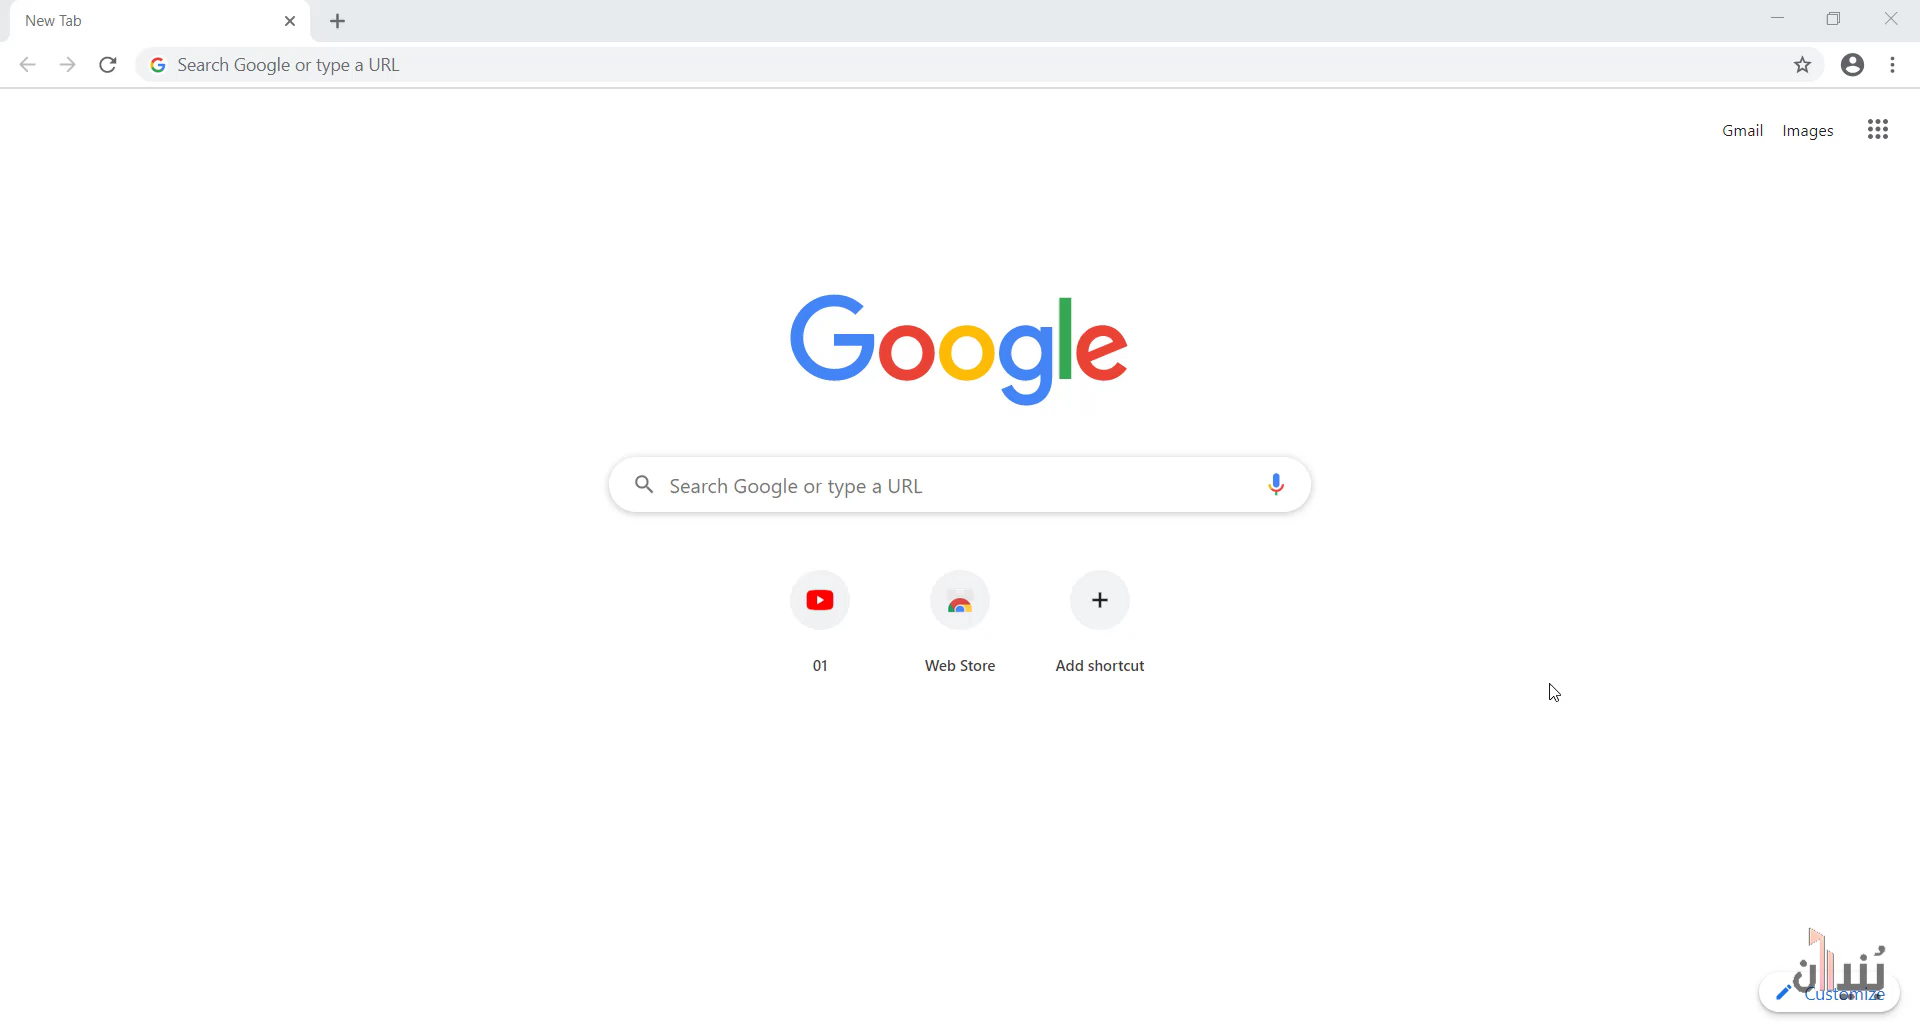 New Tab
Search Google or type a URL
Gmail Images
Google
Search Google or type a URL
01 Web Store Add shortcut
بُنیان
Customize